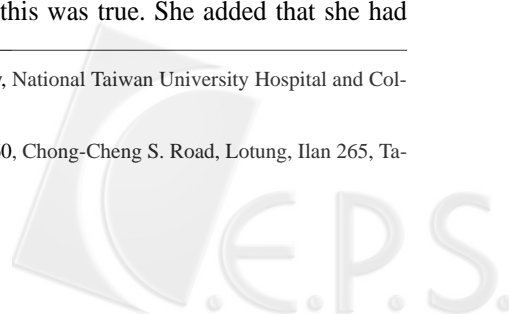 this was true. She added that she had
, National Taiwan University Hospital and Col-
0, Chong-Cheng S. Road, Lotung, Ilan 265, Ta-
C.E.P.S.